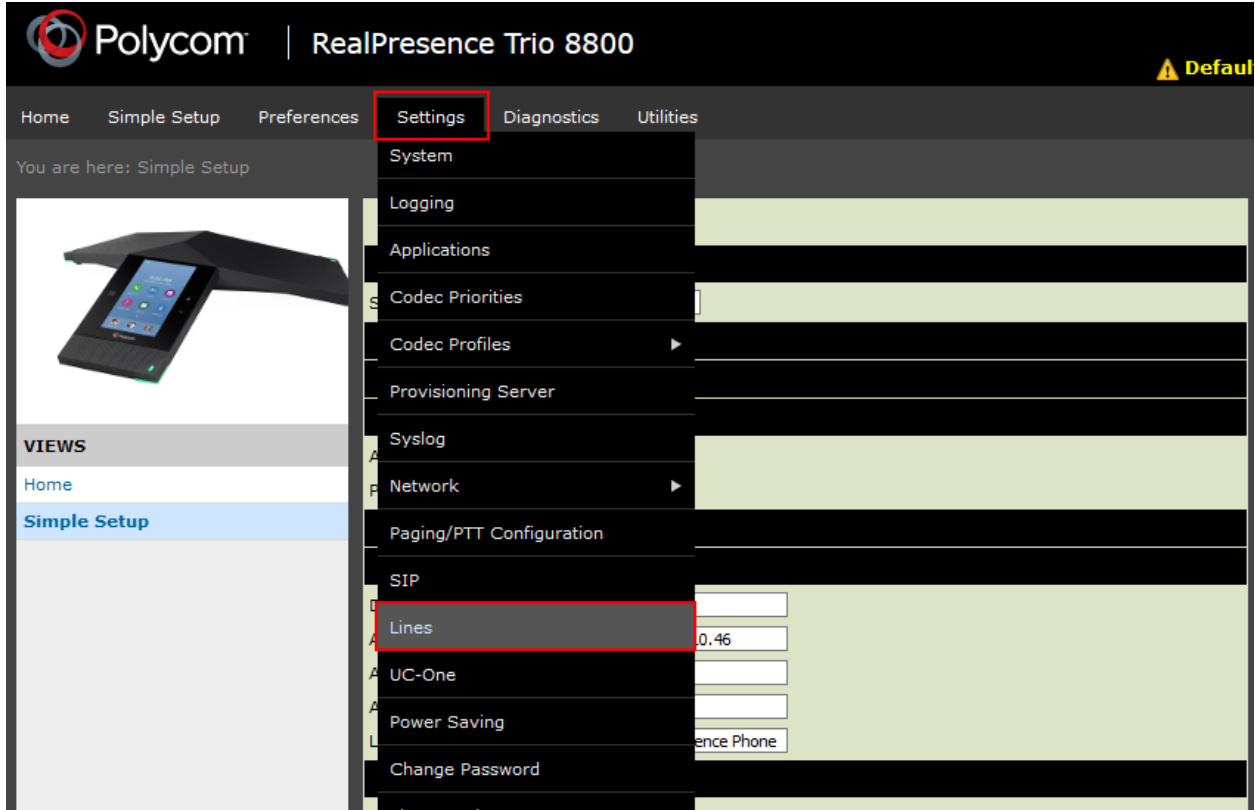 Polycom | RealPresence Trio 8800
Home Simple Setup Preferences Settings Diagnostics Utilities
You are here: Simple Setup
System
Logging
Applications
Codec Priorities
Codec Profiles
Provisioning Server
Syslog
Network
Paging/PTT Configuration
SIP
Lines
UC-One
Power Saving
Change Password
VIEWS
Home
Simple Setup
0.46
ence Phone